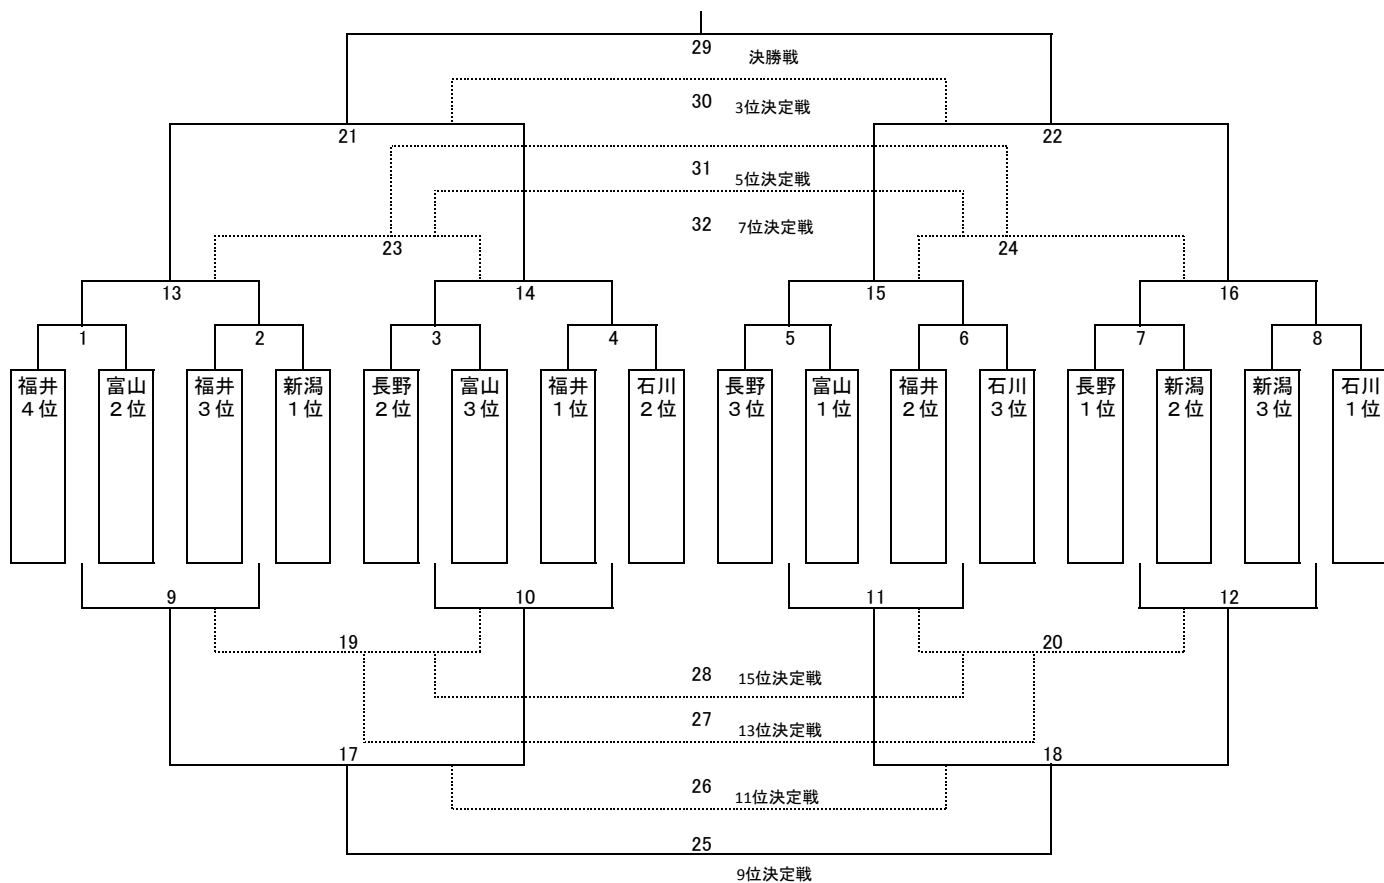 29 決勝戦
30 3位決定戦
21 22
31 5位決定戦
32 7位決定戦
23 24
13 14 15 16
1 2 3 4 5 6 7 8
福井 富山 福井 新潟 長野 富山 福井 石川 長野 富山 福井 石川 長野 新潟 新潟 石川
4位 2位 3位 1位 2位 3位 1位 2位 3位 1位 2位 3位 1位 2位 3位 1位
9 10 11 12
19 20
28 15位決定戦
27 13位決定戦
17 18
26 11位決定戦
25
9位決定戦